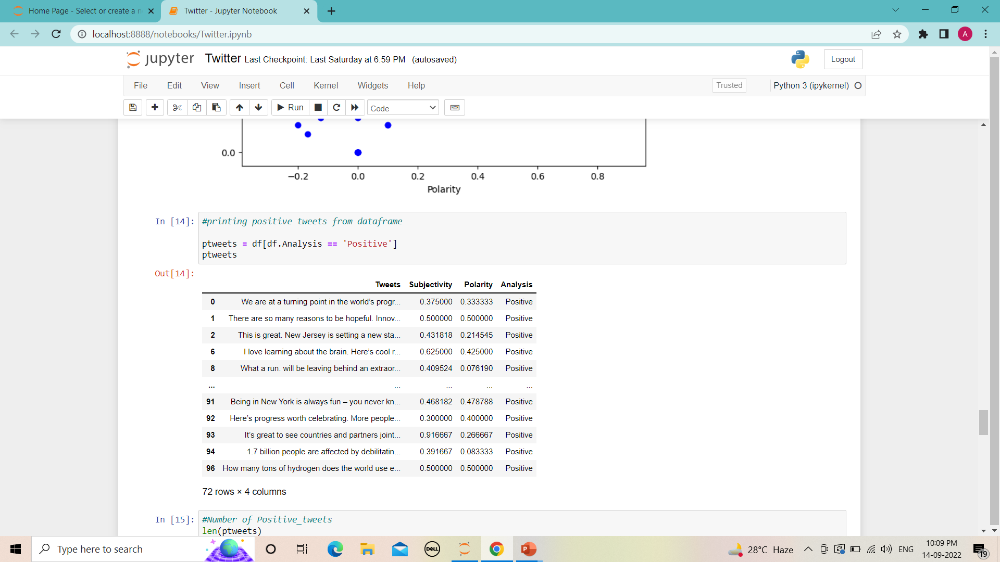 Home Page - Select or create a n
Twitter - Jupyter Notebook
localhost:8888/notebooks/Twitter.ipynb
A
jupyter Twitter Last Checkpoint: Last Saturday at 6:59 PM (autosaved)
Logout
File Edit View Insert Cell Kernel Widgets Help
Trusted Python 3 (ipykernel)
Run Code
0.0
−0.2 0.0 0.2 0.4 0.6 0.8
Polarity
In [14]: #printing positive tweets from dataframe
ptweets = df[df.Analysis == 'Positive']
ptweets
Out[14]:
Tweets Subjectivity Polarity Analysis
0 We are at a turning point in the world’s progr... 0.375000 0.333333 Positive
1 There are so many reasons to be hopeful. Innov... 0.500000 0.500000 Positive
2 This is great. New Jersey is setting a new sta... 0.431818 0.214545 Positive
6 I love learning about the brain. Here’s cool r... 0.625000 0.425000 Positive
8 What a run. will be leaving behind an extraor... 0.409524 0.076190 Positive
... ... ... ... ...
91 Being in New York is always fun – you never kn... 0.468182 0.478788 Positive
92 Here’s progress worth celebrating. More people... 0.300000 0.400000 Positive
93 It’s great to see countries and partners joint... 0.916667 0.266667 Positive
94 1.7 billion people are affected by debilitatin... 0.391667 0.083333 Positive
96 How many tons of hydrogen does the world use e... 0.500000 0.500000 Positive
72 rows × 4 columns
In [15]: #Number of Positive_tweets
len(ptweets)
Type here to search
DELL
P
28°C Haze
ENG
10:09 PM
14-09-2022
19